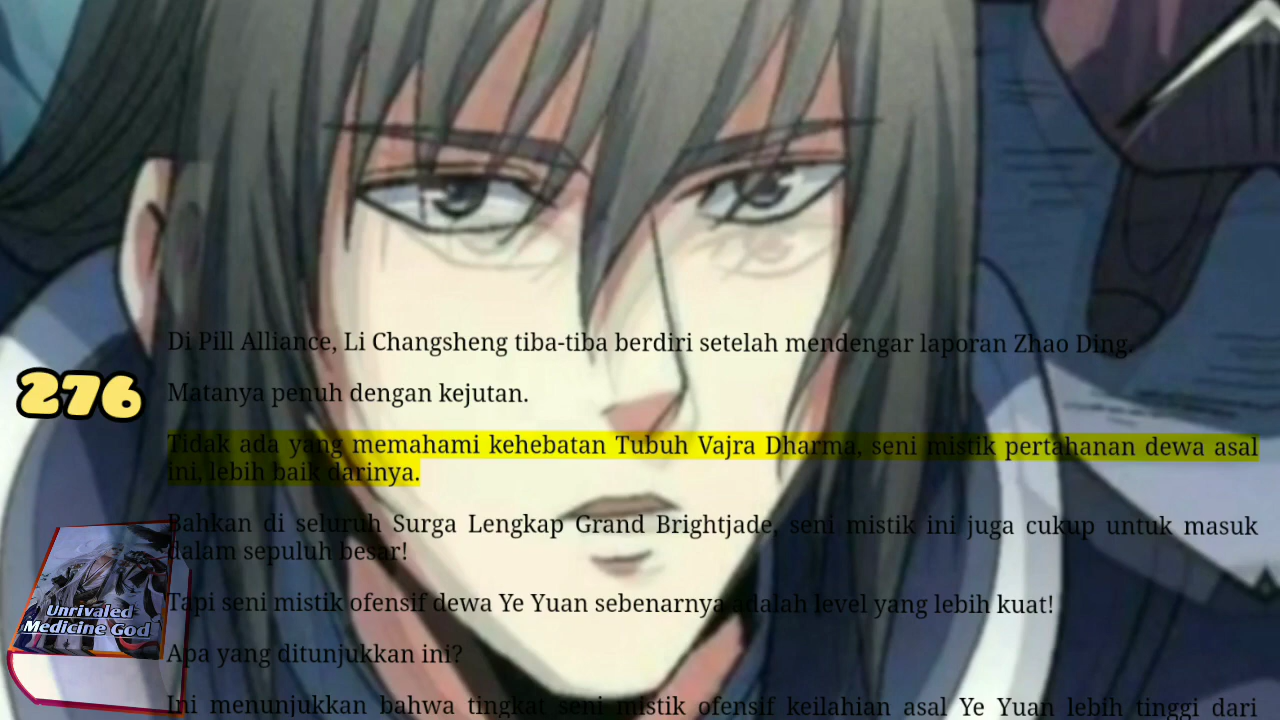 Di Pill Alliance, Li Changsheng tiba-tiba berdiri setelah mendengar laporan Zhao Ding.
276
Matanya penuh dengan kejutan.
Tidak ada yang memahami kehebatan Tubuh Vajra Dharma, seni mistik pertahanan dewa asal
ini, lebih baik darinya.
Bahkan di seluruh Surga Lengkap Grand Brightjade, seni mistik ini juga cukup untuk masuk
dalam sepuluh besar!
Tapi seni mistik ofensif dewa Ye Yuan sebenarnya adalah level yang lebih kuat!
Unrivaled
Medicine God
Apa yang ditunjukkan ini?
Ini menunjukkan bahwa tingkat seni mistik ofensif keilahian asal Ye Yuan lebih tinggi dari